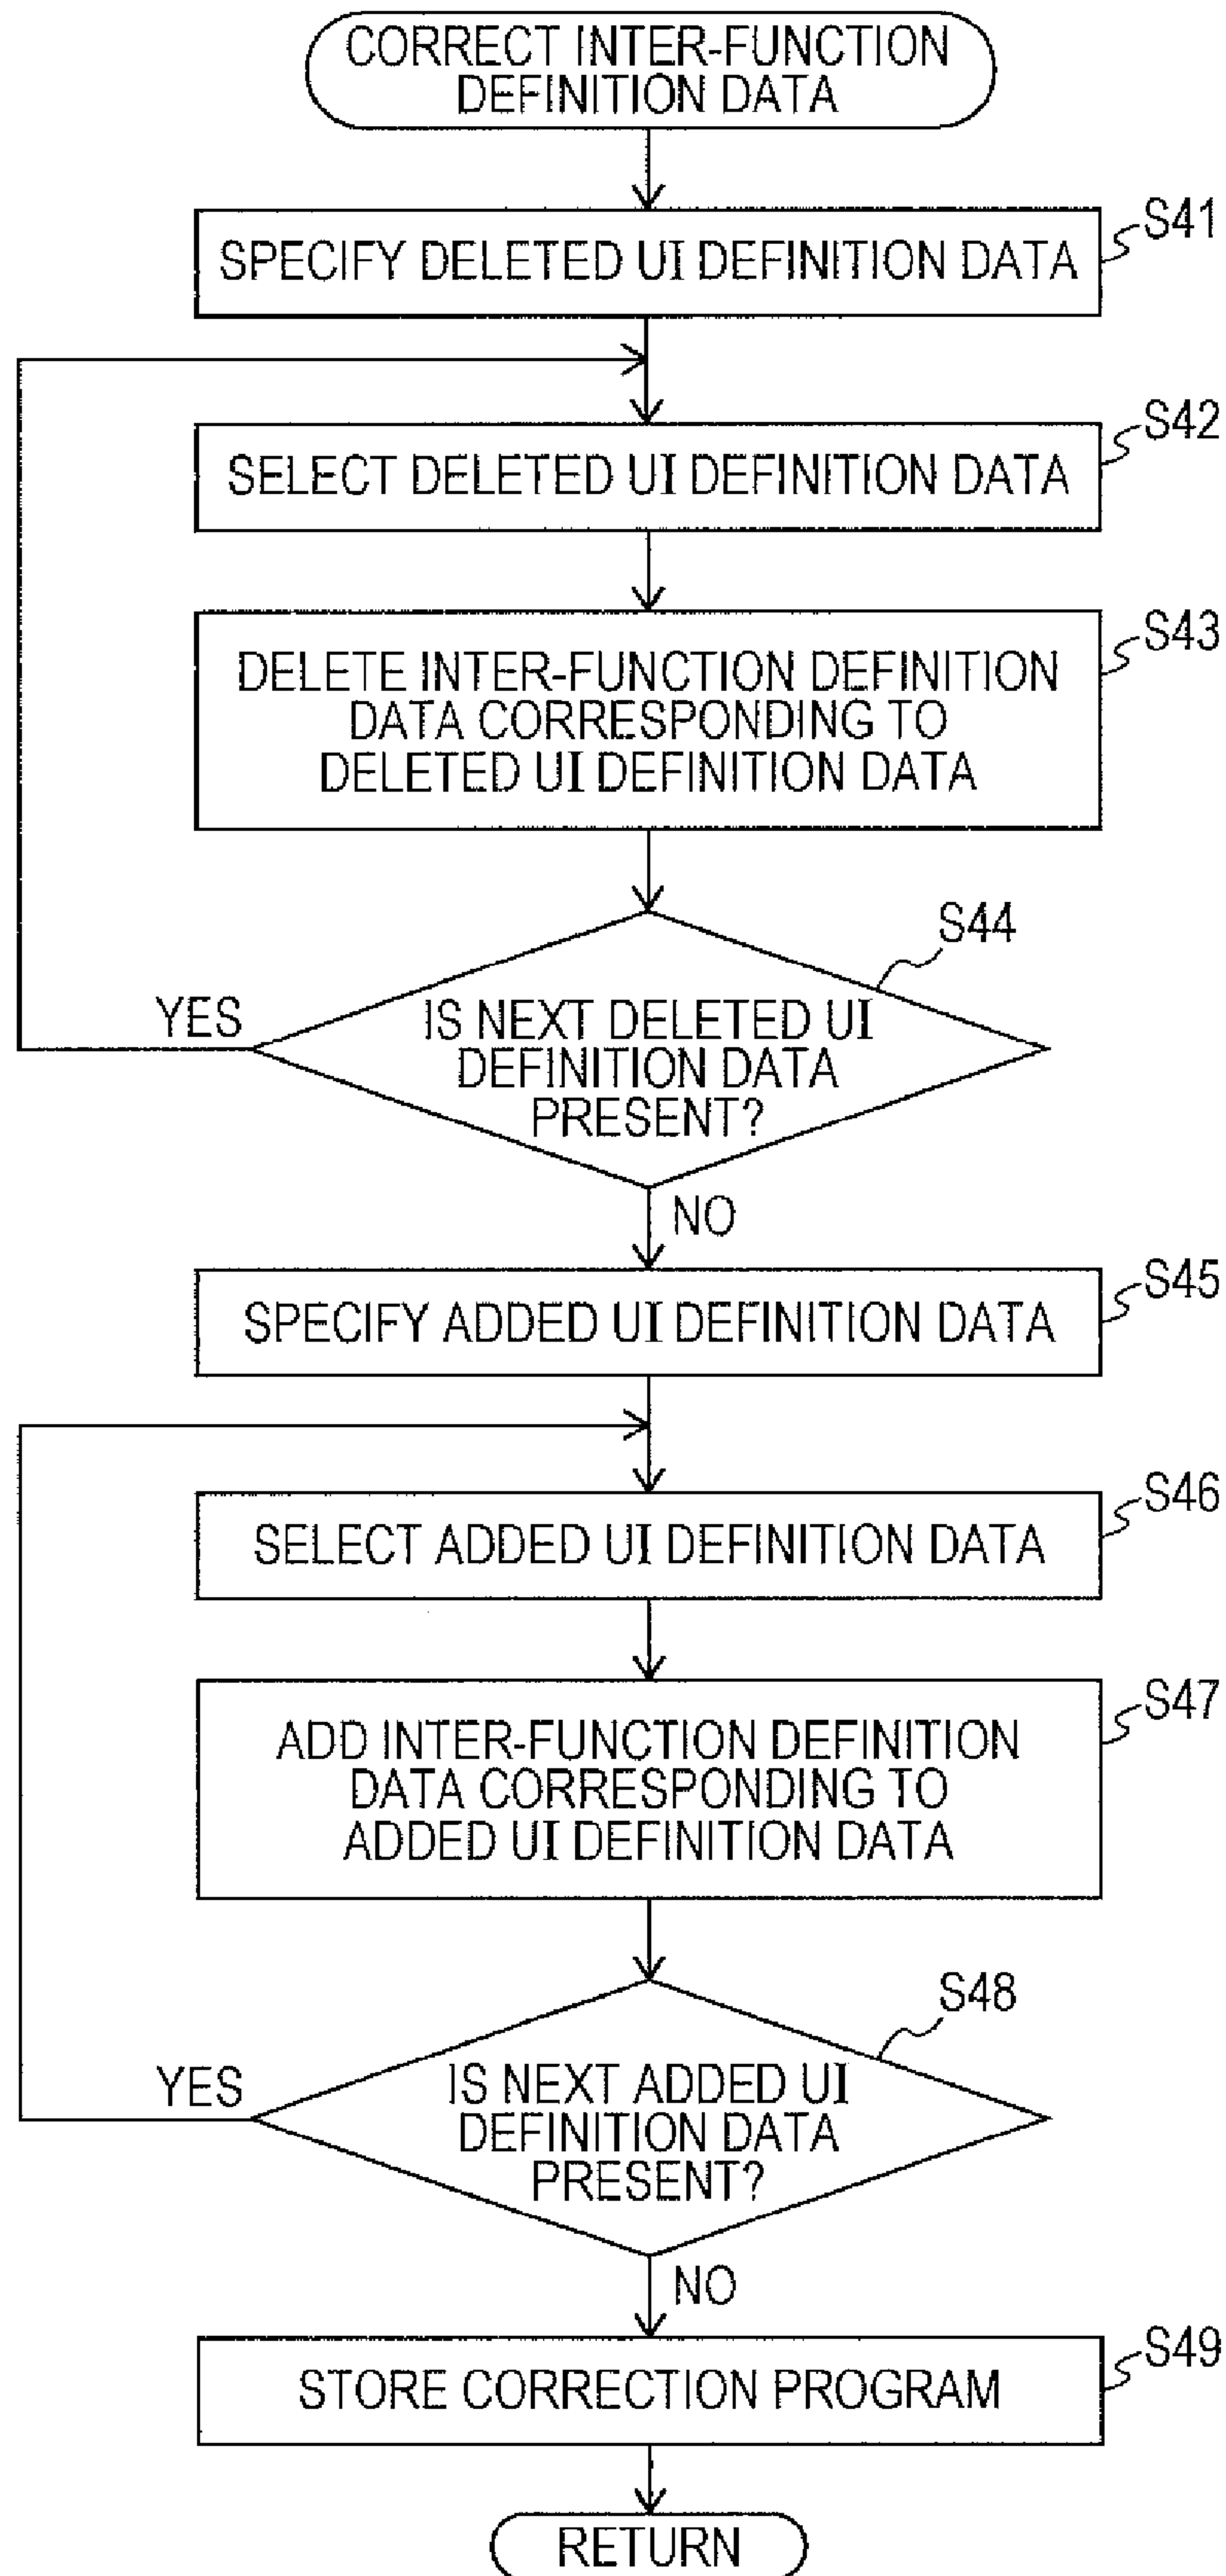 CORRECT INTER-FUNCTION
DEFINITION DATA
S41
SPECIFY DELETED UI DEFINITION DATA
S42
SELECT DELETED UI DEFINITION DATA
S43
DELETE INTER-FUNCTION DEFINITION
DATA CORRESPONDING TO
DELETED UI DEFINITION DATA
S44
YES
IS NEXT DELETED UI
DEFINITION DATA
PRESENT?
NO
S45
SPECIFY ADDED UI DEFINITION DATA
S46
SELECT ADDED UI DEFINITION DATA
S47
ADD INTER-FUNCTION DEFINITION
DATA CORRESPONDING TO
ADDED UI DEFINITION DATA
S48
YES
IS NEXT ADDED UI
DEFINITION DATA
PRESENT?
NO
S49
STORE CORRECTION PROGRAM
RETURN